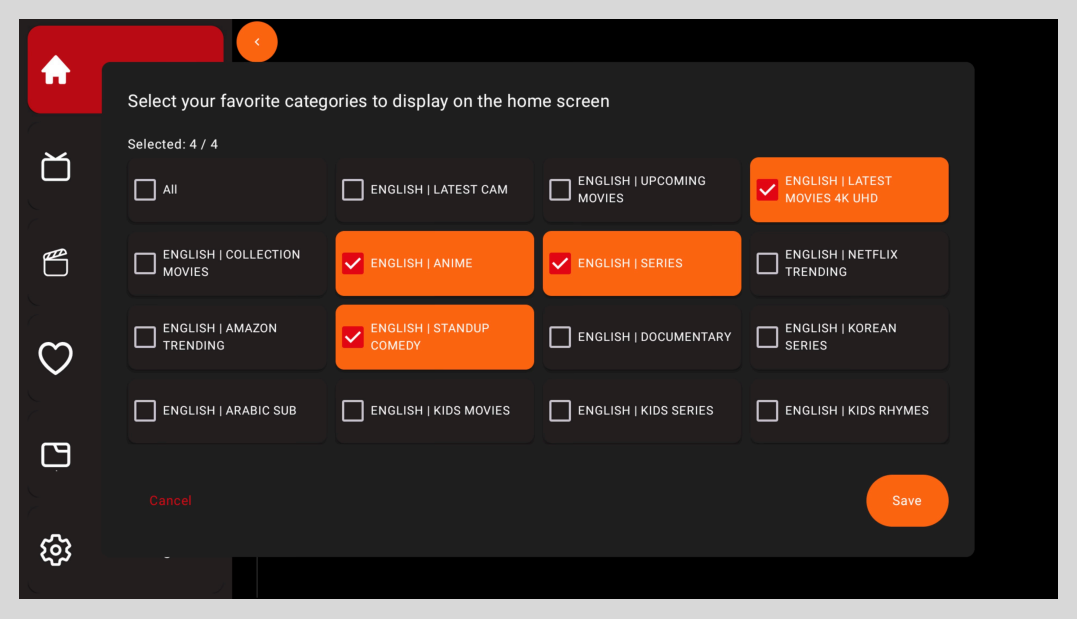 Select your favorite categories to display on the home screen
Selected: 4 / 4
All
ENGLISH | LATEST CAM
ENGLISH | UPCOMING
MOVIES
ENGLISH | LATEST
MOVIES 4K UHD
ENGLISH | COLLECTION
MOVIES
ENGLISH | ANIME
ENGLISH | SERIES
ENGLISH | NETFLIX
TRENDING
ENGLISH | AMAZON
TRENDING
ENGLISH | STANDUP
COMEDY
ENGLISH | DOCUMENTARY
ENGLISH | KOREAN
SERIES
ENGLISH | ARABIC SUB
ENGLISH | KIDS MOVIES
ENGLISH | KIDS SERIES
ENGLISH | KIDS RHYMES
Cancel
Save